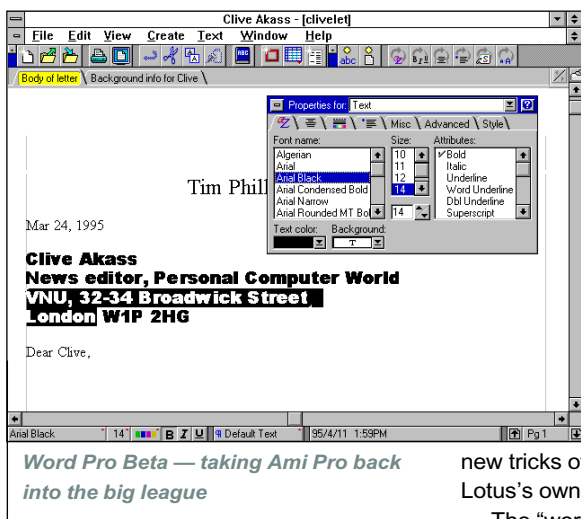 Clive Akass - [clivelet]
File Edit View Create Text Window Help
Body of letter \ Background info for Clive \
Properties for: Text
Misc \ Advanced \ Style \
Font name: Size: Attributes:
Algerian 10 Bold
Arial 11 Italic
Arial Black 12 Underline
Arial Condensed Bold 14 Word Underline
Arial Narrow Dbl Underline
Arial Rounded MT Bol 14 Superscript
Text color: Background:
T
Tim Phill
Mar 24, 1995
Clive Akass
News editor, Personal Computer World
VNU, 32-34 Broadwick Street
London W1P 2HG
Dear Clive,
Arial Black 14 B I U Default Text 95/4/11 1:59PM Pg 1
Word Pro Beta — taking Ami Pro back
into the big league
new tricks o
Lotus's own
The “wor